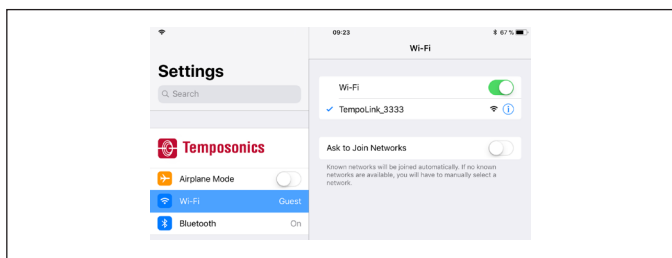 09:23
67 %
Wi-Fi
Settings
Search
Temposonics
Airplane Mode
Wi-Fi Guest
Bluetooth On
Wi-Fi
TempoLink_3333
Ask to Join Networks
Known networks will be joined automatically. If no known
networks are available, you will have to manually select a
network.